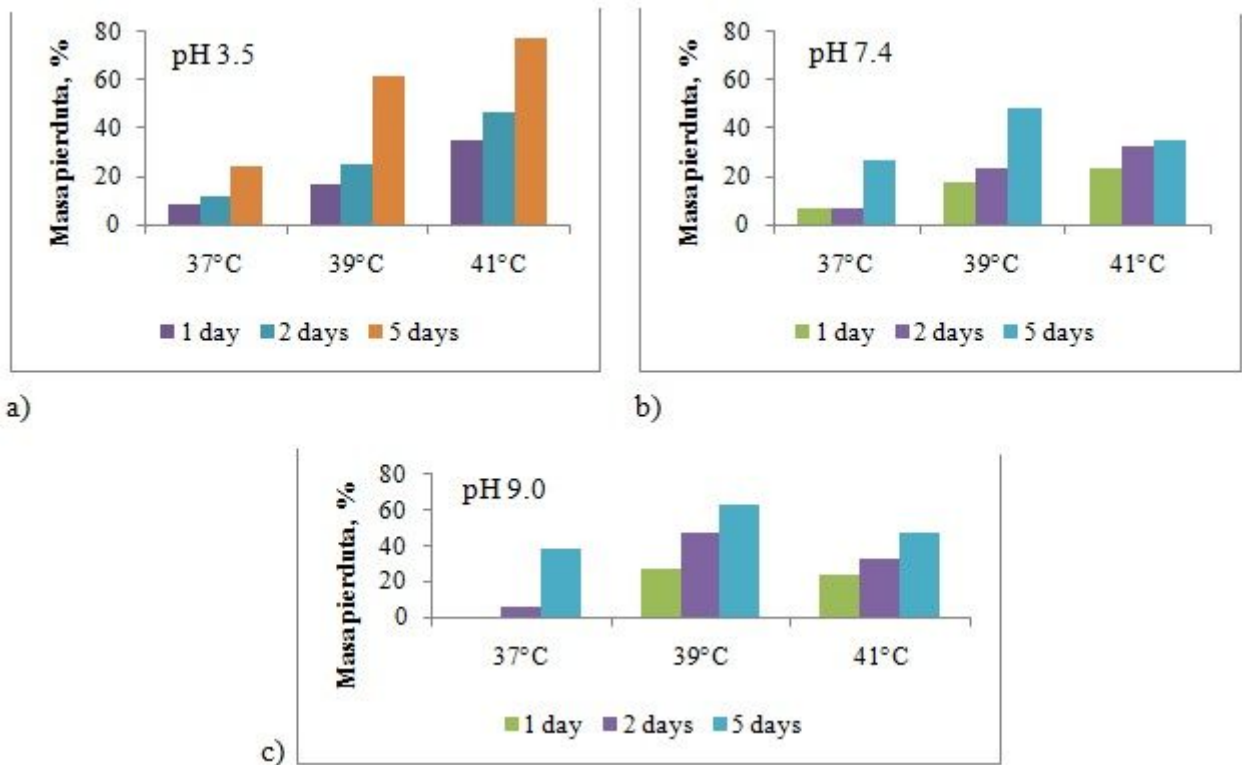 Masapierduta, %
80
60
40
20
0
pH 3.5
37°C 39°C 41°C
1 day 2 days 5 days
a)
Masapierduta, %
80
60
40
20
0
pH 7.4
37°C 39°C 41°C
1 day 2 days 5 days
b)
Masapierduta, %
80
60
40
20
0
pH 9.0
37°C 39°C 41°C
1 day 2 days 5 days
c)